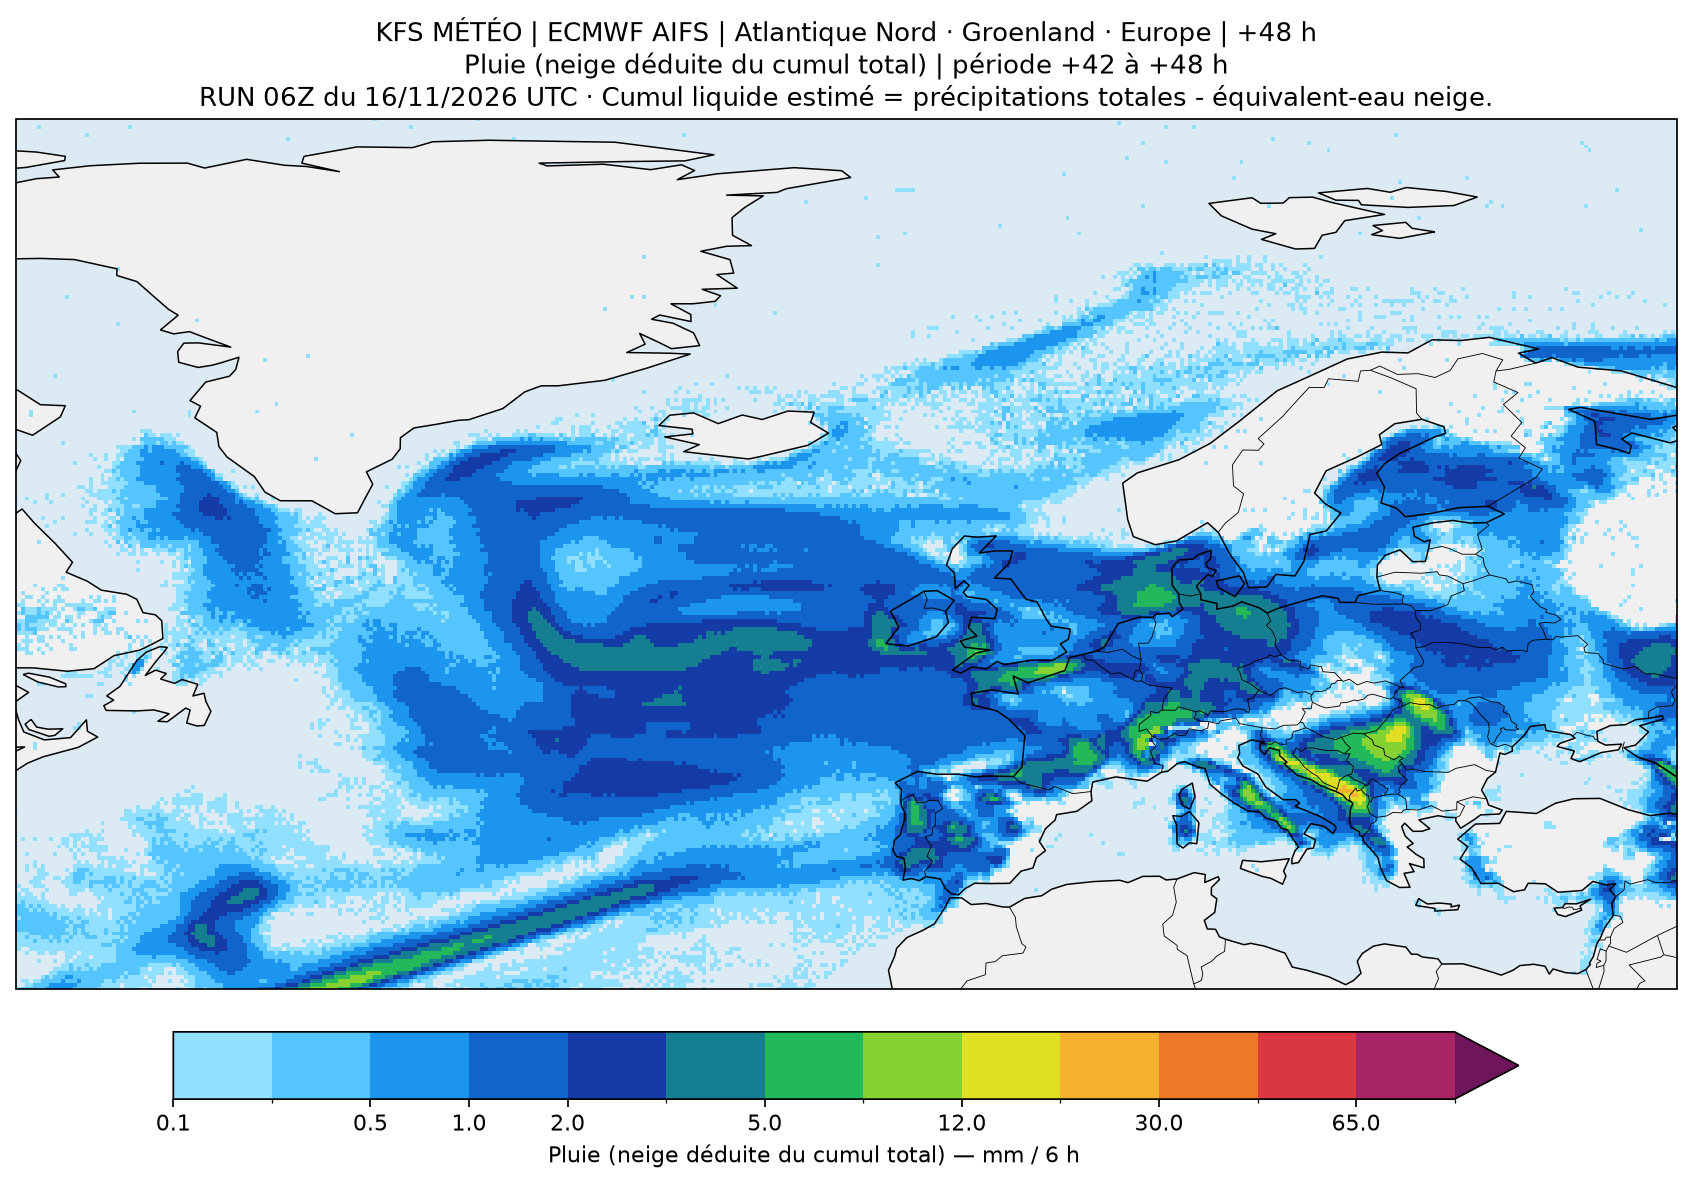 KFS MÉTÉO | ECMWF AIFS | Atlantique Nord · Groenland · Europe | +48 h
Pluie (neige déduite du cumul total) | période +42 à +48 h
RUN 06Z du 16/11/2026 UTC · Cumul liquide estimé = précipitations totales - équivalent-eau neige.
0.1 0.5 1.0 2.0 5.0 12.0 30.0 65.0
Pluie (neige déduite du cumul total) — mm / 6 h